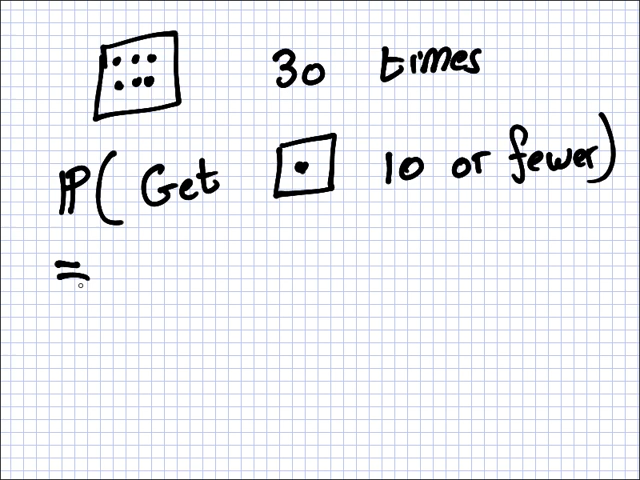 30 times
ℙ( Get 10 or fewer)
=